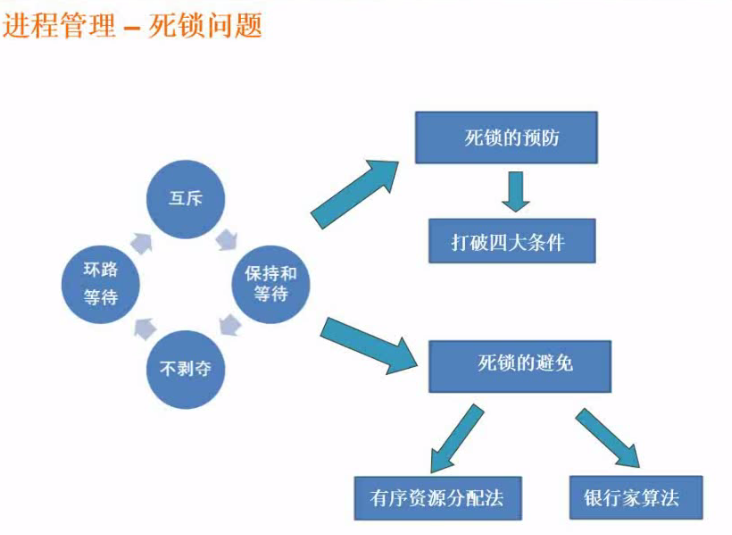 进程管理 – 死锁问题
死锁的预防
互斥
打破四大条件
环路
等待
保持和
等待
不剥夺
死锁的避免
有序资源分配法
银行家算法